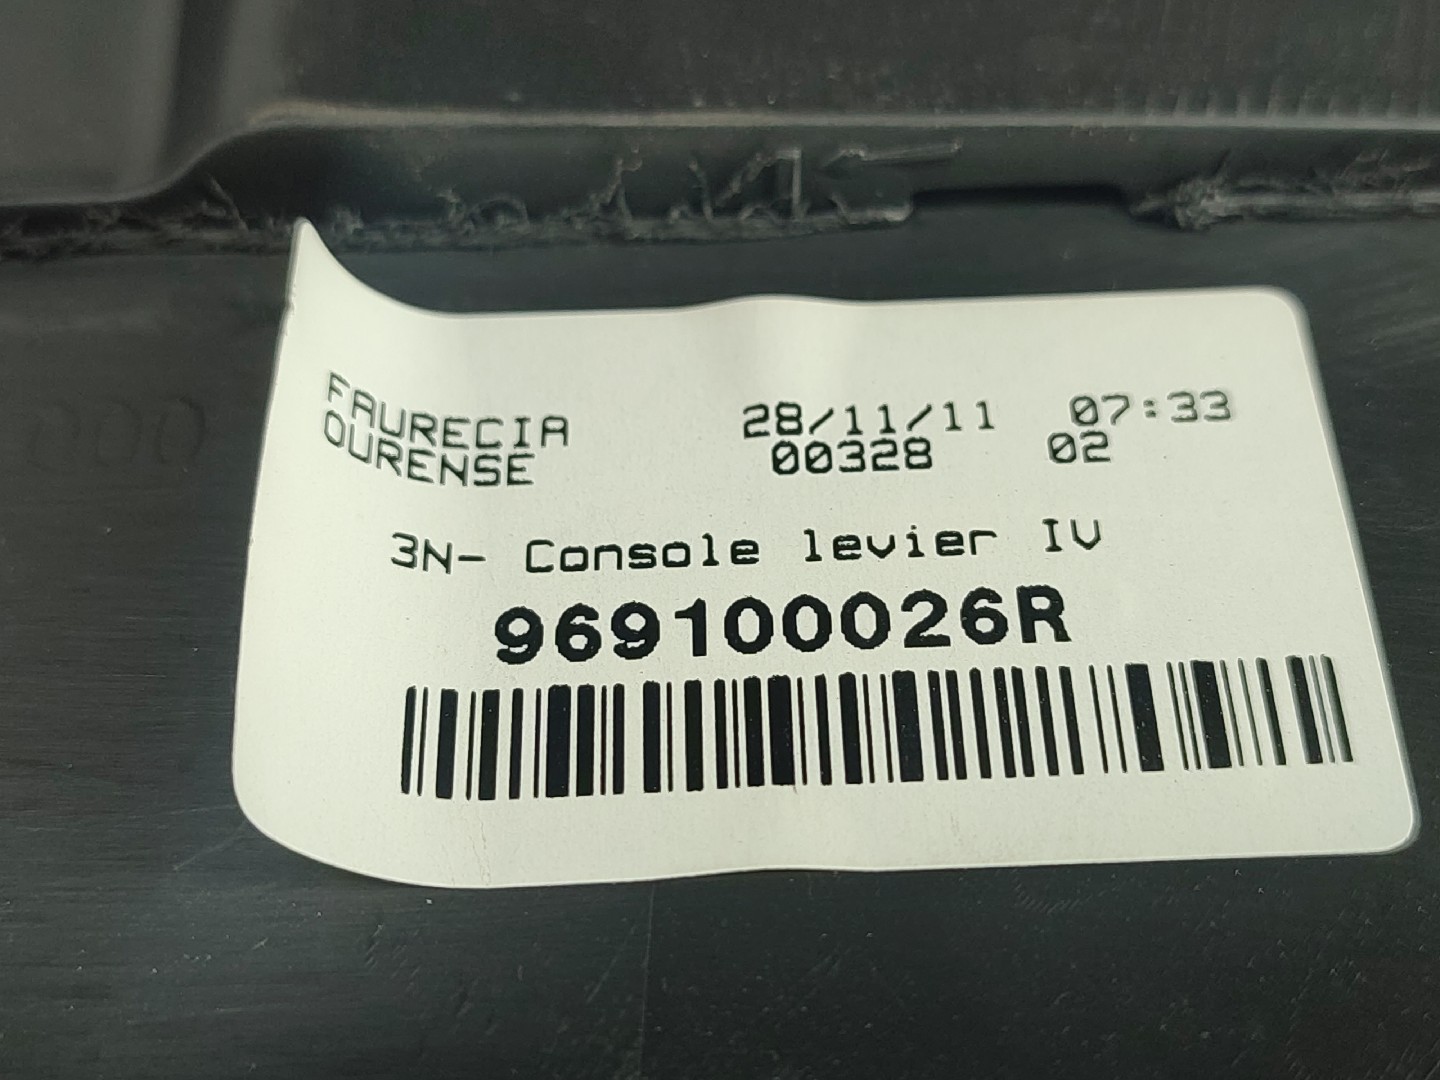 FAURECIA 28/11/11 07:33
OURENSE 00328 02
3N- Console levier IV
969100026R